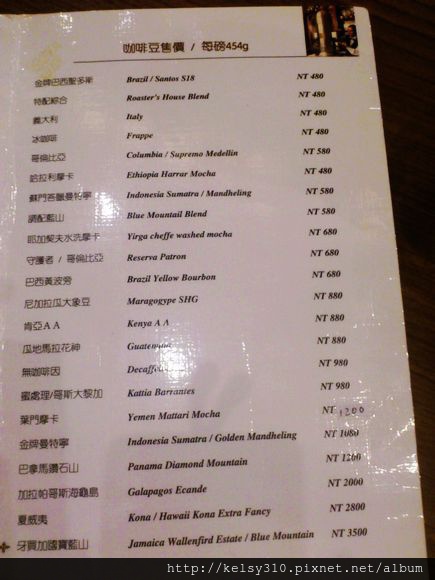 咖啡豆售價 / 每磅454g
金牌巴西聖多斯 Brazil / Santos S18 NT 480
特配綜合 Roaster's House Blend NT 480
義大利 Italy NT 480
冰咖啡 Frappe NT 480
哥倫比亞 Columbia / Supremo Medellin NT 580
哈拉利摩卡 Ethiopia Harrar Mocha NT 480
蘇門答臘曼特寧 Indonesia Sumatra / Mandheling NT 580
調配藍山 Blue Mountail Blend NT 580
耶加契夫水洗摩卡 Yirga cheffe washed mocha NT 680
守護者 / 哥倫比亞 Reserva Patron NT 680
巴西黃波旁 Brazil Yellow Bourbon NT 680
尼加拉瓜大象豆 Maragogype SHG NT 880
肯亞AA Kenya A A NT 880
瓜地馬拉花神 NT 880
無咖啡因 NT 980
蜜處理/哥斯大黎加 Kattia Barrantes NT 980
葉門摩卡 Yemen Mattari Mocha NT 1200
金牌曼特寧 Indonesia Sumatra / Golden Mandheling NT 1080
巴拿馬鑽石山 Panama Diamond Mountain NT 1200
加拉帕哥斯海龜島 Galapagos Ecande NT 2000
夏威夷 Kona / Hawaii Kona Extra Fancy NT 2800
牙買加國寶藍山 Jamaica Wallenfird Estate / Blue Mountain NT 3500
http://kelsy310.pixnet.net/album